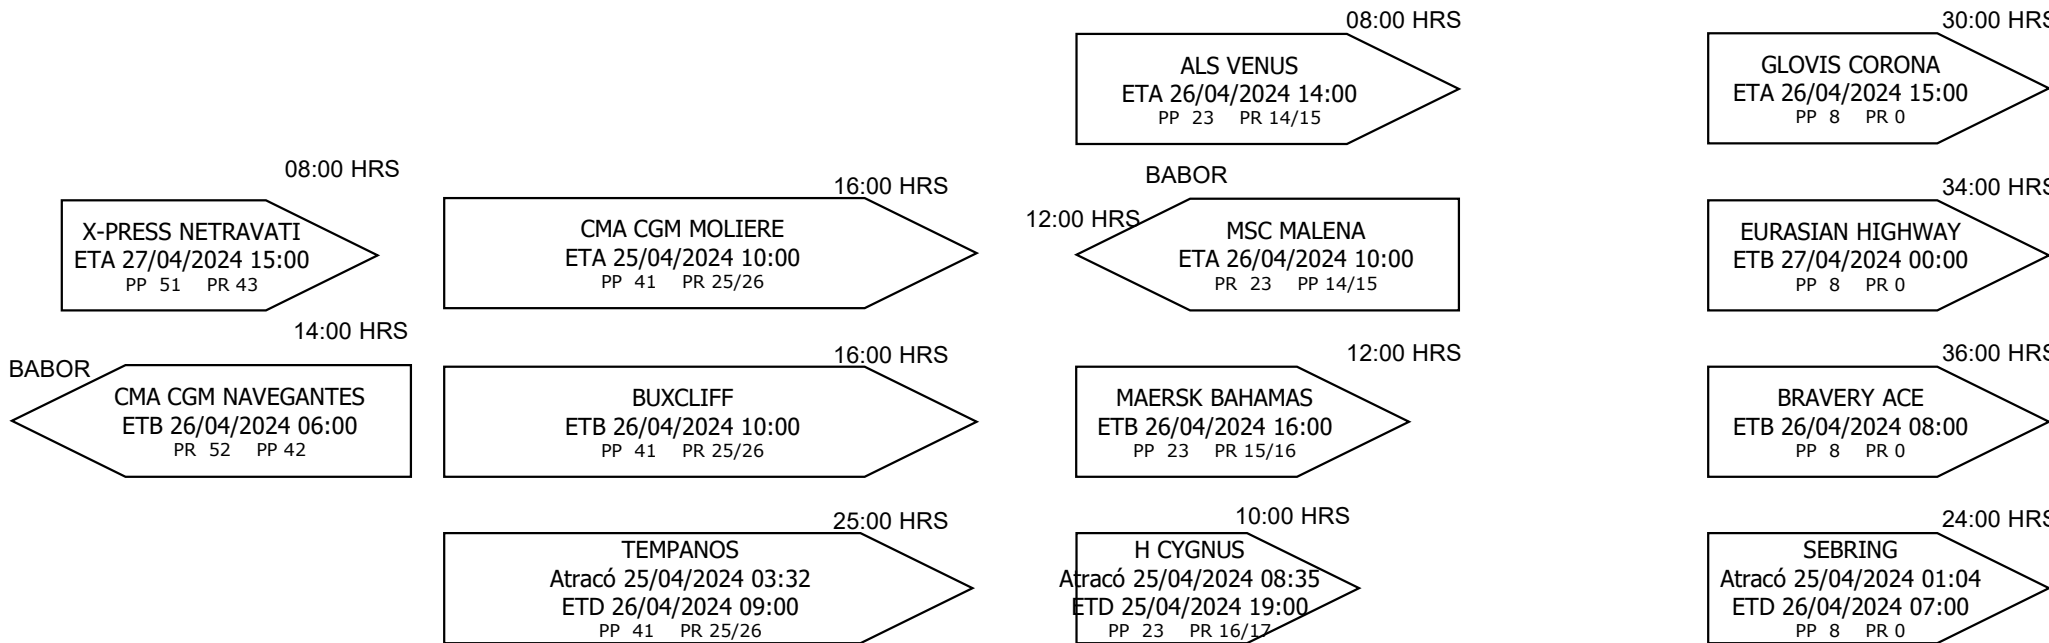 08:00 HRS
ALS VENUS
ETA 26/04/2024 14:00
PP 23 PR 14/15
30:00 HRS
GLOVIS CORONA
ETA 26/04/2024 15:00
PP 8 PR 0
08:00 HRS
X-PRESS NETRAVATI
ETA 27/04/2024 15:00
PP 51 PR 43
16:00 HRS
CMA CGM MOLIERE
ETA 25/04/2024 10:00
PP 41 PR 25/26
BABOR
12:00 HRS
MSC MALENA
ETA 26/04/2024 10:00
PR 23 PP 14/15
34:00 HRS
EURASIAN HIGHWAY
ETB 27/04/2024 00:00
PP 8 PR 0
14:00 HRS
BABOR
CMA CGM NAVEGANTES
ETB 26/04/2024 06:00
PR 52 PP 42
16:00 HRS
BUXCLIFF
ETB 26/04/2024 10:00
PP 41 PR 25/26
12:00 HRS
MAERSK BAHAMAS
ETB 26/04/2024 16:00
PP 23 PR 15/16
36:00 HRS
BRAVERY ACE
ETB 26/04/2024 08:00
PP 8 PR 0
25:00 HRS
TEMPANOS
Atracó 25/04/2024 03:32
ETD 26/04/2024 09:00
PP 41 PR 25/26
10:00 HRS
H CYGNUS
Atracó 25/04/2024 08:35
ETD 25/04/2024 19:00
PP 23 PR 16/17
24:00 HRS
SEBRING
Atracó 25/04/2024 01:04
ETD 26/04/2024 07:00
PP 8 PR 0